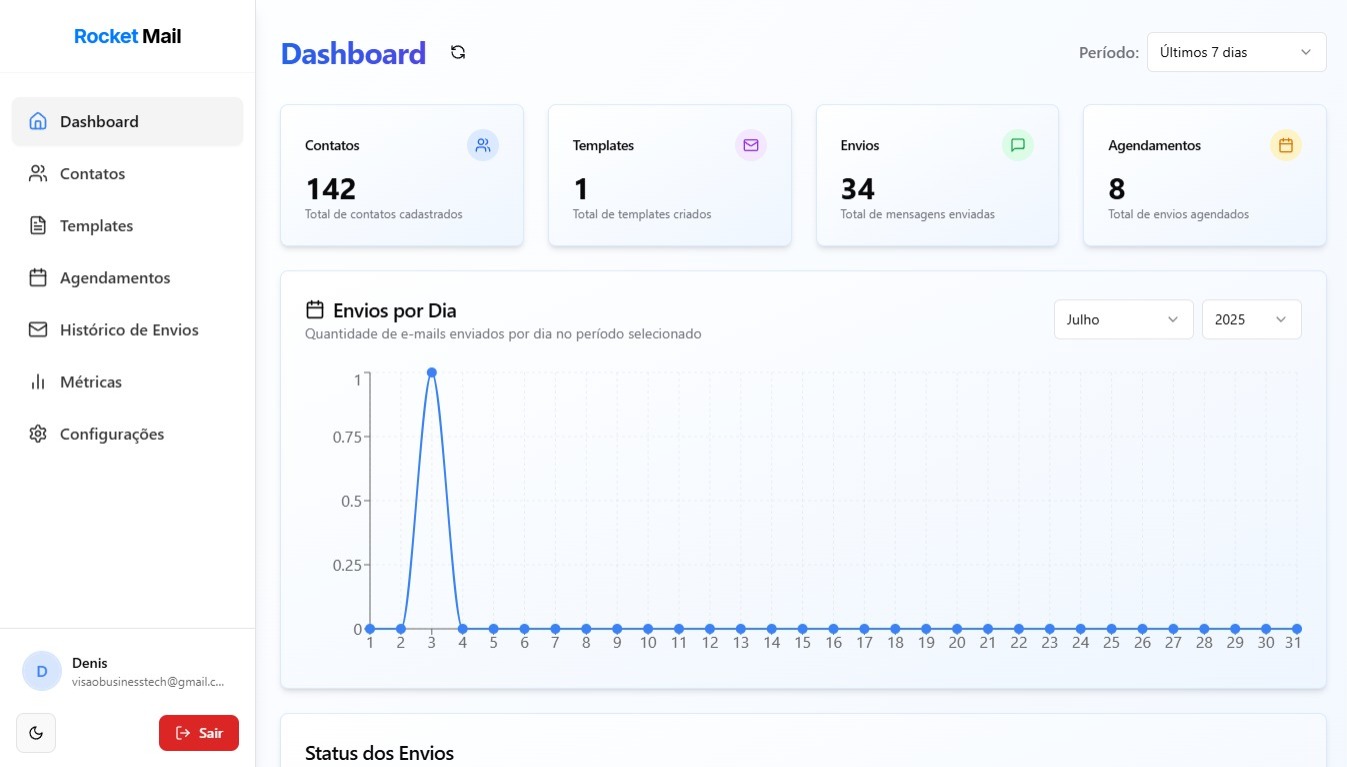 Rocket Mail
Dashboard
Contatos
Templates
Agendamentos
Histórico de Envios
Métricas
Configurações
D
Denis
visaobusinesstech@gmail.c...
Sair
Dashboard
Período:
Últimos 7 dias
Contatos
142
Total de contatos cadastrados
Templates
1
Total de templates criados
Envios
34
Total de mensagens enviadas
Agendamentos
8
Total de envios agendados
Envios por Dia
Quantidade de e-mails enviados por dia no período selecionado
Julho
2025
1
0.75
0.5
0.25
0
1 2 3 4 5 6 7 8 9 10 11 12 13 14 15 16 17 18 19 20 21 22 23 24 25 26 27 28 29 30 31
Status dos Envios